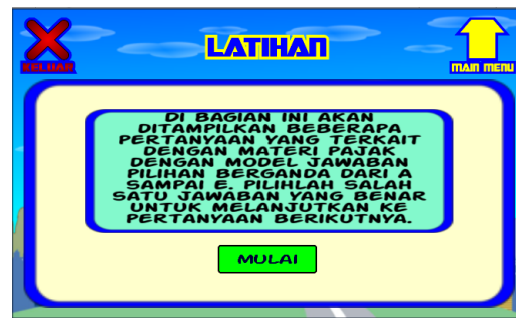 LATIHAN
KELUAR
MAIN MENU
DI BAGIAN INI AKAN
DITAMPILKAN BEBERAPA
PERTANYAAN YANG TERKAIT
DENGAN MATERI PAJAK
DENGAN MODEL JAWABAN
PILIHAN BERGANDA DARI A
SAMPAI E. PILIHLAH SALAH
SATU JAWABAN YANG BENAR
UNTUK MELANJUTKAN KE
PERTANYAAN BERIKUTNYA.
MULAI